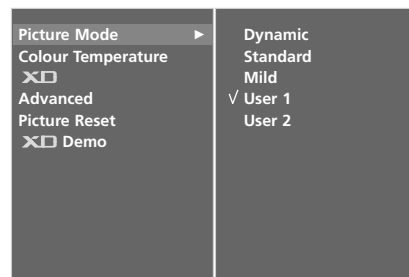 Picture Mode ►
Colour Temperature
XD
Advanced
Picture Reset
XD Demo
Dynamic
Standard
Mild
√ User 1
User 2